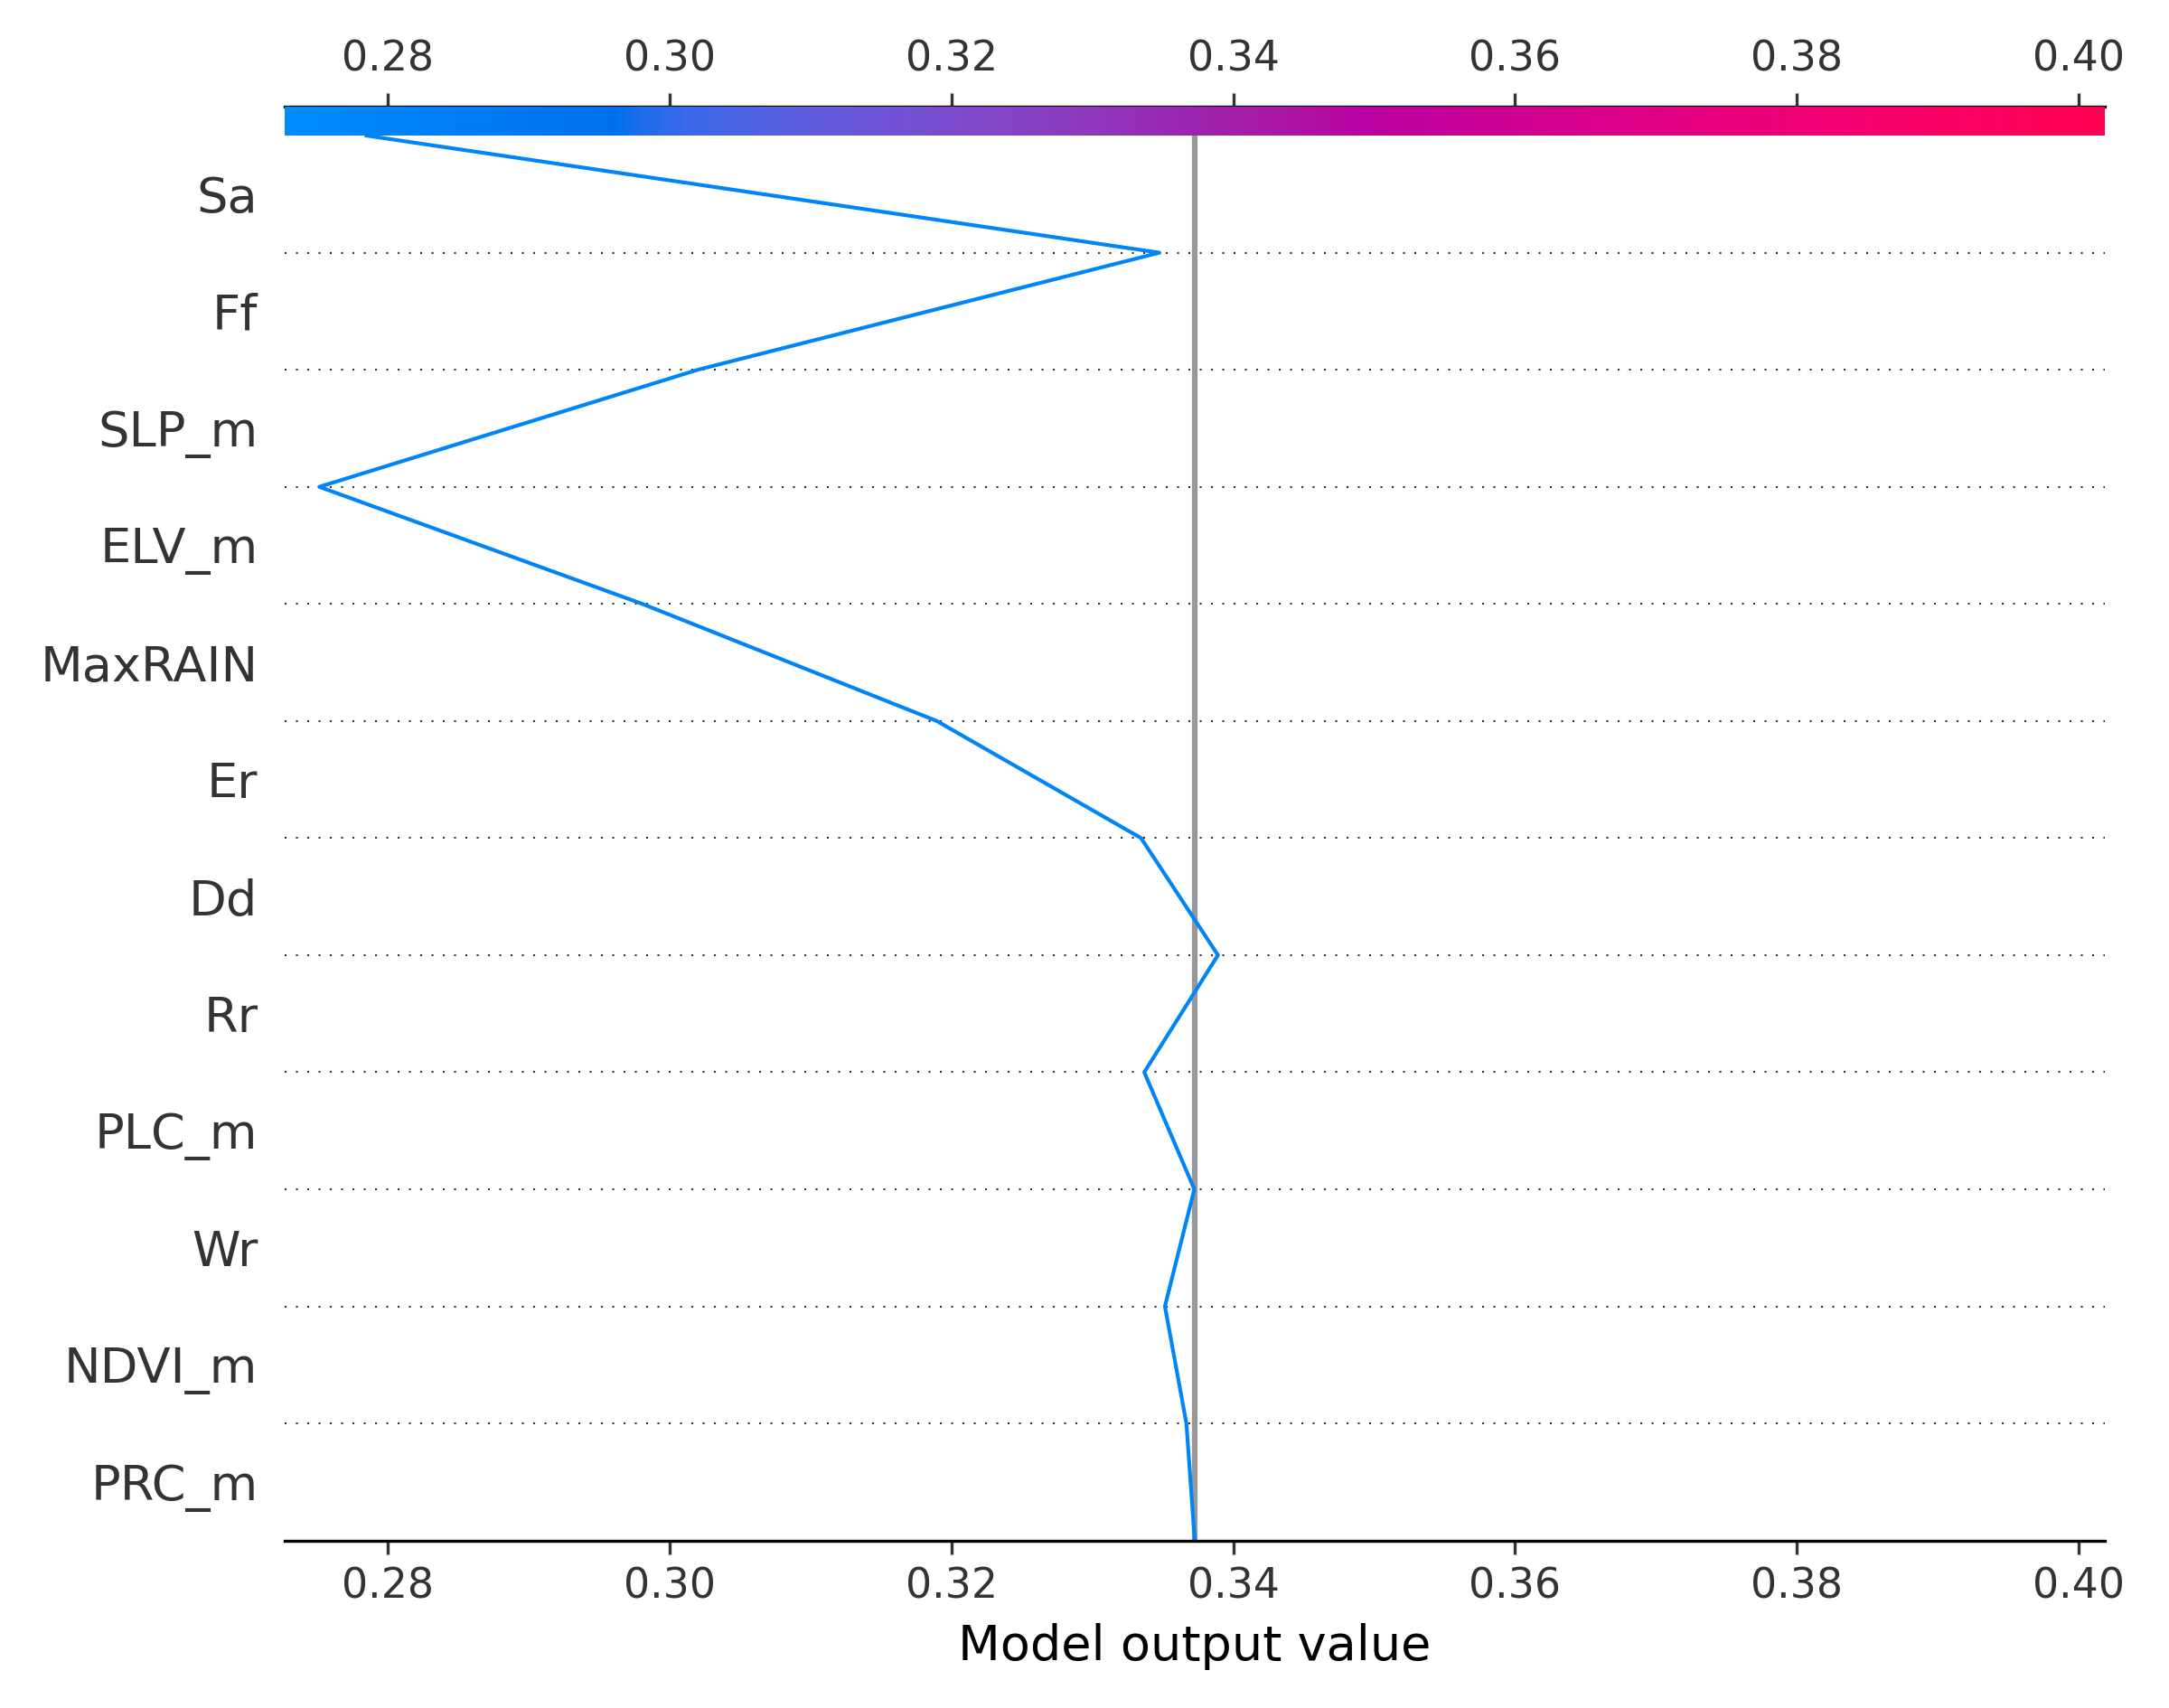 0.28 0.30 0.32 0.34 0.36 0.38 0.40
Sa
Ff
SLP_m
ELV_m
MaxRAIN
Er
Dd
Rr
PLC_m
Wr
NDVI_m
PRC_m
0.28 0.30 0.32 0.34 0.36 0.38 0.40
Model output value